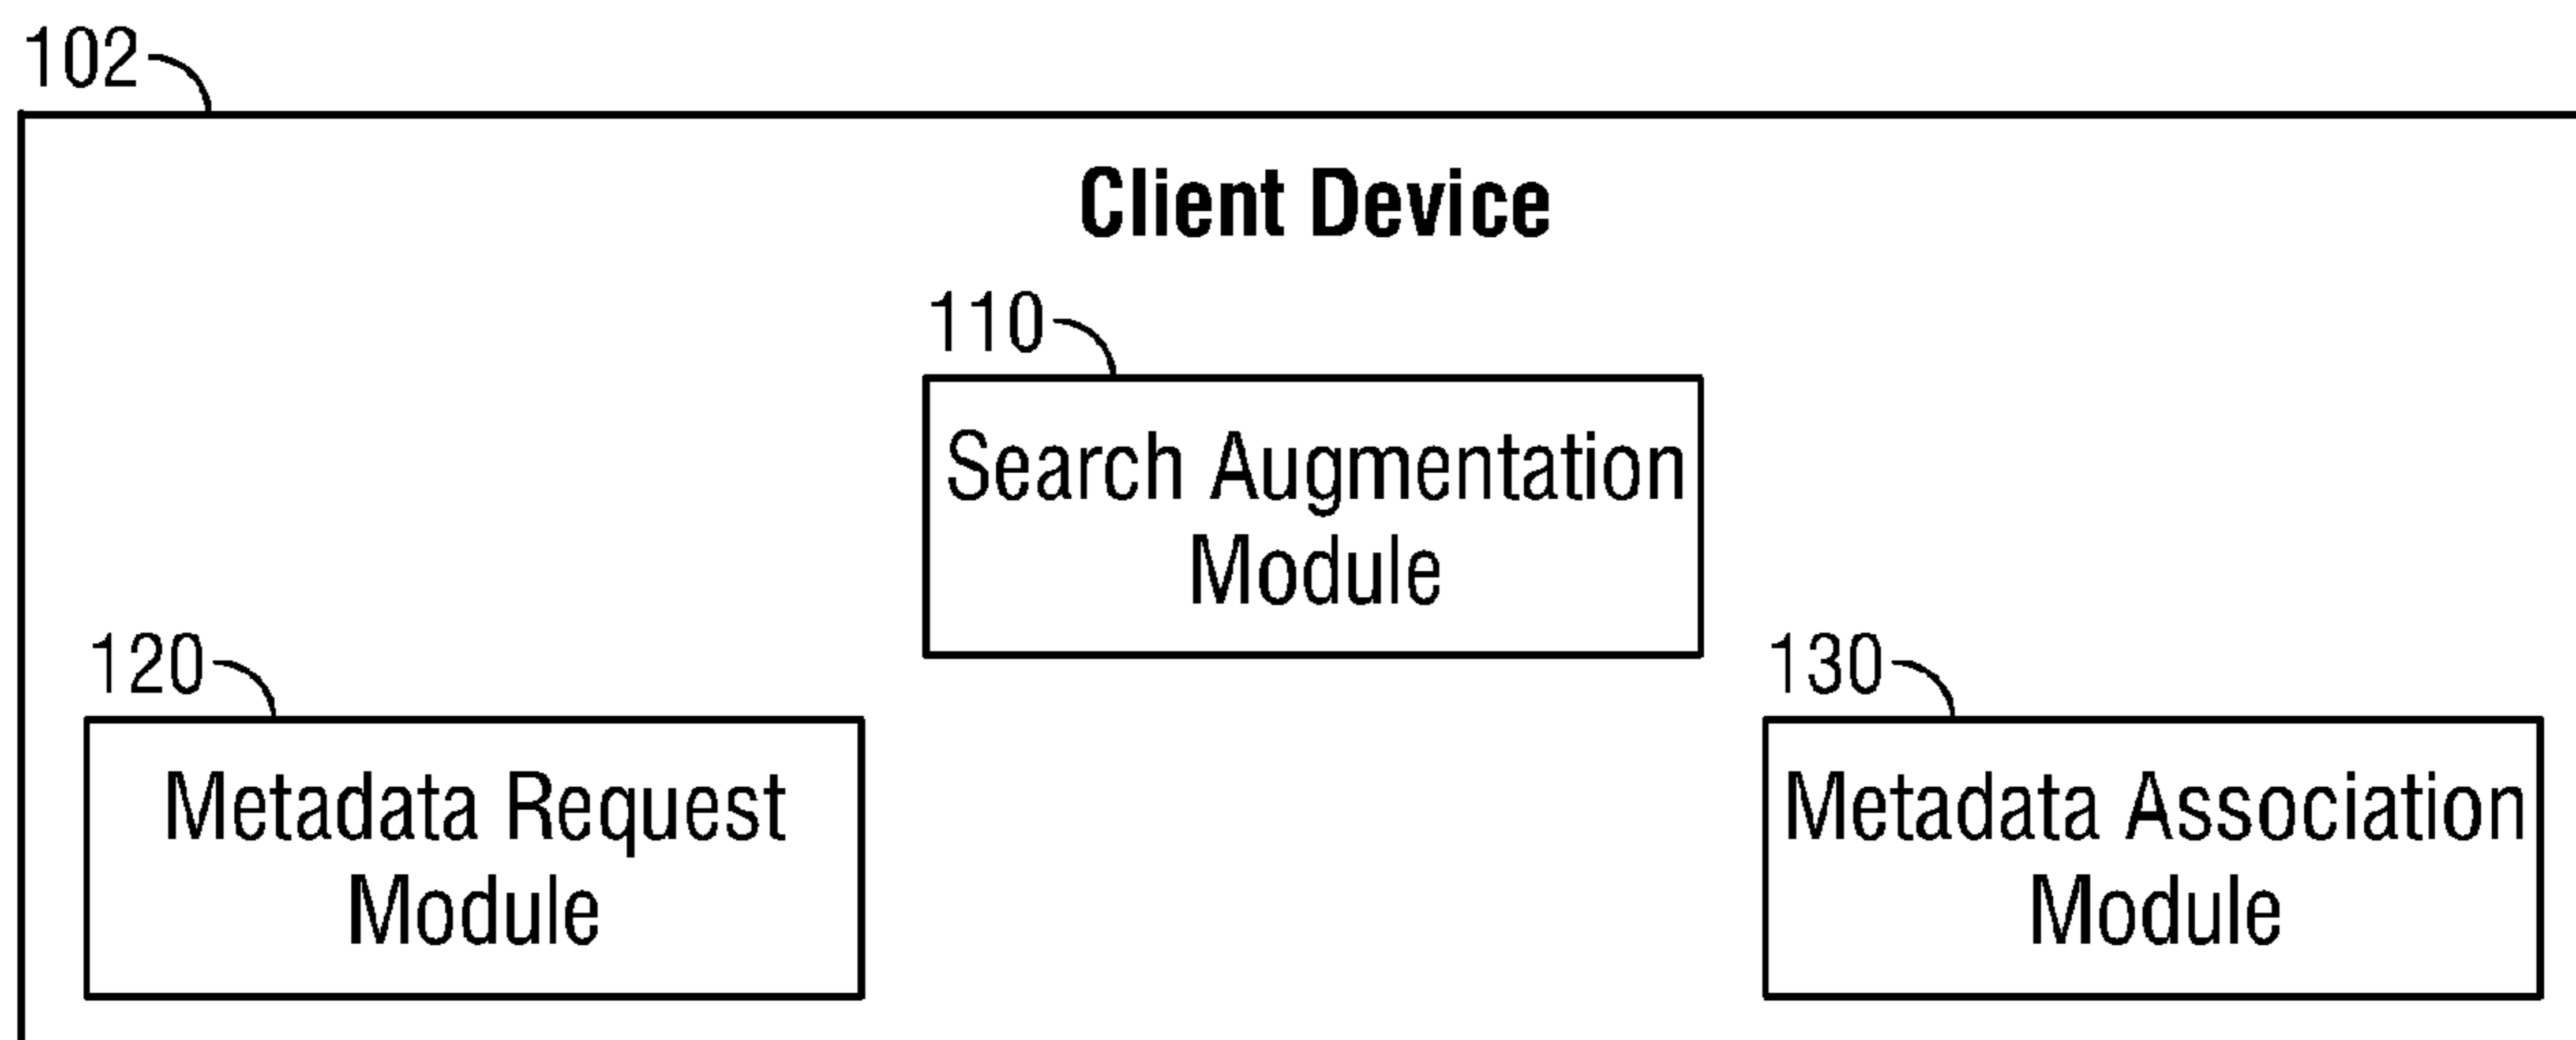 102
Client Device
110
Search Augmentation
Module
120
Metadata Request
Module
130
Metadata Association
Module